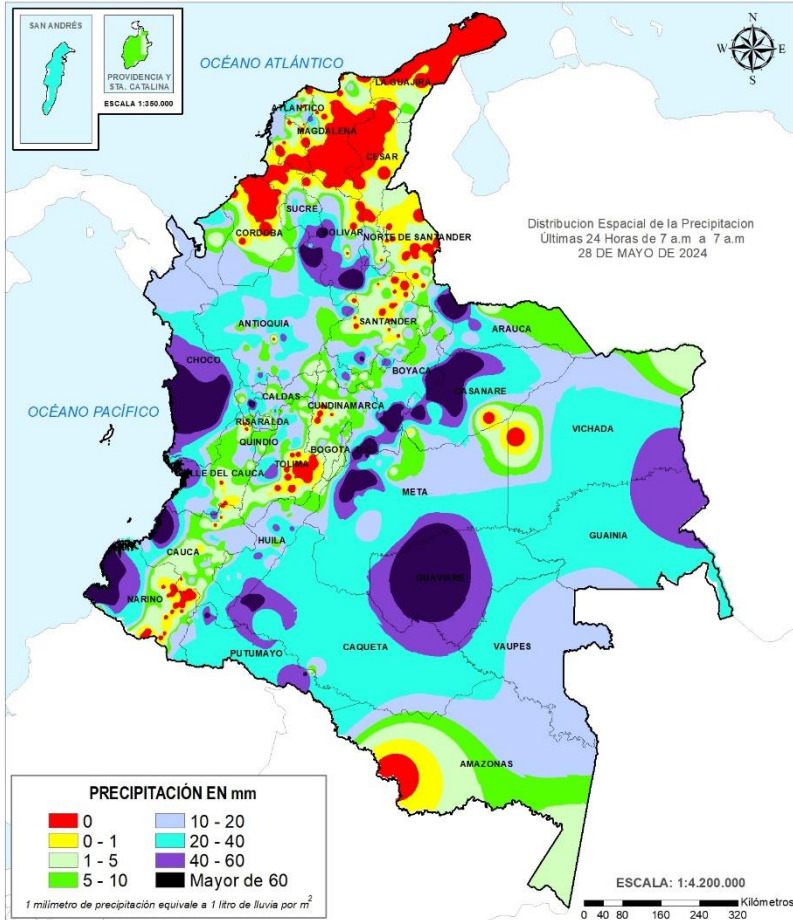 SAN ANDRÉS
PROVIDENCIA Y
STA. CATALINA
ESCALA 1:350.000
OCÉANO ATLÁNTICO
N
W
E
S
LA GUAJIRA
ATLANTICO
MAGDALENA
CESAR
SUCRE
CORDOBA
BOLIVAR
NORTE DE SANTANDER
Distribucion Espacial de la Precipitacion
Últimas 24 Horas de 7 a.m a 7 a.m
28 DE MAYO DE 2024
ANTIOQUIA
SANTANDER
ARAUCA
CHOCO
BOYACA
CASANARE
OCÉANO PACÍFICO
CALDAS
CUNDINAMARCA
RISARALDA
VICHADA
QUINDIO
BOGOTA
TOLIMA
VALLE DEL CAUCA
META
GUAINIA
HUILA
CAUCA
GUAVIARE
NARIÑO
PUTUMAYO
CAQUETA
VAUPES
AMAZONAS
PRECIPITACIÓN EN mm
0
10 - 20
0 - 1
20 - 40
1 - 5
40 - 60
5 - 10
Mayor de 60
1 milimetro de precipitación equivale a 1 litro de lluvia por m2
ESCALA: 1:4.200.000
Kilómetros
0 40 80 160 240 320